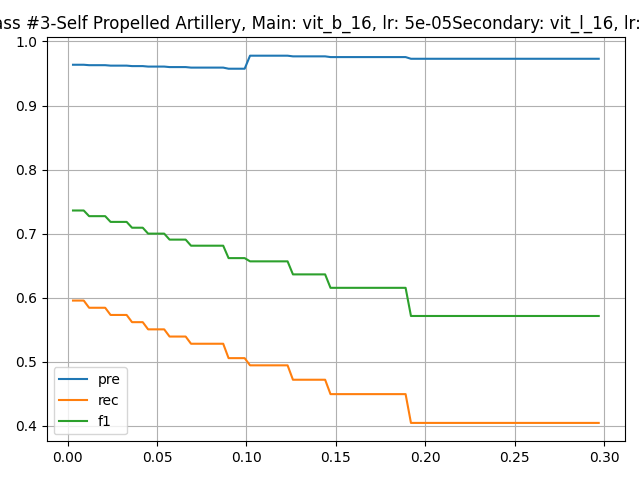 ass #3-Self Propelled Artillery, Main: vit_b_16, lr: 5e-05Secondary: vit_l_16, lr:
1.0
0.9
0.8
0.7
0.6
0.5
0.4
pre
rec
f1
0.00 0.05 0.10 0.15 0.20 0.25 0.30